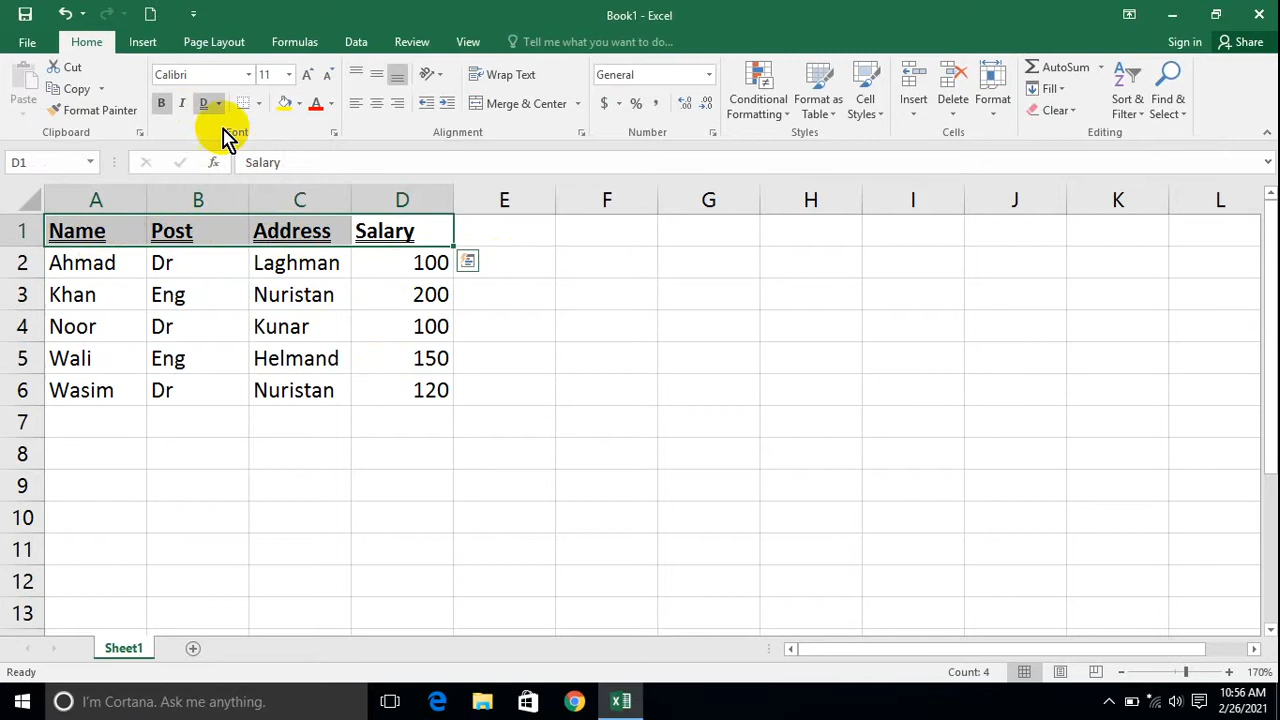 Book1 - Excel
File Home Insert Page Layout Formulas Data Review View Tell me what you want to do... Sign in Share
Paste Cut Copy Format Painter
Clipboard
Calibri 11
B I D
Font
Wrap Text
Merge & Center
Alignment
General
$ % ,
Number
Conditional Formatting Format as Table Cell Styles
Styles
Insert Delete Format
Cells
AutoSum
Fill
Clear
Sort & Filter Find & Select
Editing
D1 fx Salary
A B C D E F G H I J K L
1 Name Post Address Salary
2 Ahmad Dr Laghman 100
3 Khan Eng Nuristan 200
4 Noor Dr Kunar 100
5 Wali Eng Helmand 150
6 Wasim Dr Nuristan 120
7
8
9
10
11
12
13
Sheet1
Ready Count: 4 170%
I'm Cortana. Ask me anything. 10:56 AM
2/26/2021